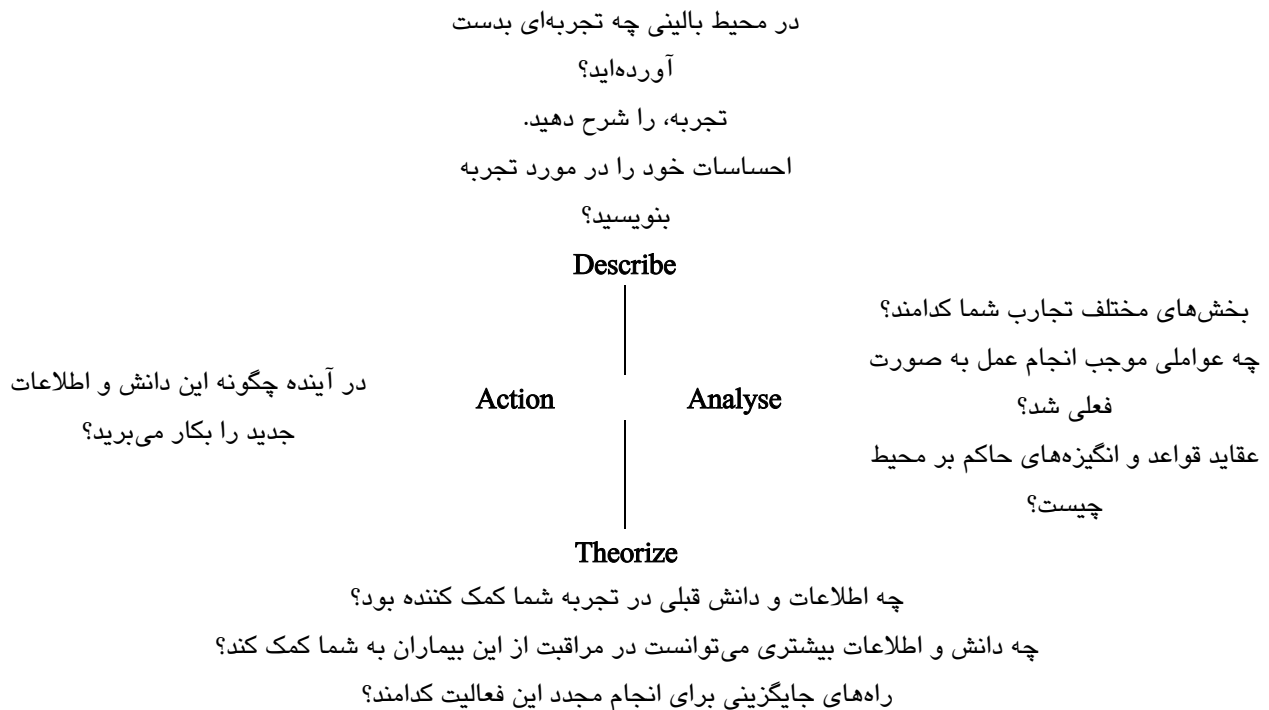 در محیط بالینی چه تجربه‌ای بدست
آورده‌اید؟
تجربه، را شرح دهید.
احساسات خود را در مورد تجربه
بنویسید؟
Describe
بخش‌های مختلف تجارب شما کدامند؟
چه عواملی موجب انجام عمل به صورت
فعلی شد؟
عقاید قواعد و انگیزه‌های حاکم بر محیط
چیست؟
Analyse
Action
در آینده چگونه این دانش و اطلاعات
جدید را بکار می‌برید؟
Theorize
چه اطلاعات و دانش قبلی در تجربه شما کمک کننده بود؟
چه دانش و اطلاعات بیشتری می‌توانست در مراقبت از این بیماران به شما کمک کند؟
راه‌های جایگزینی برای انجام مجدد این فعالیت کدامند؟